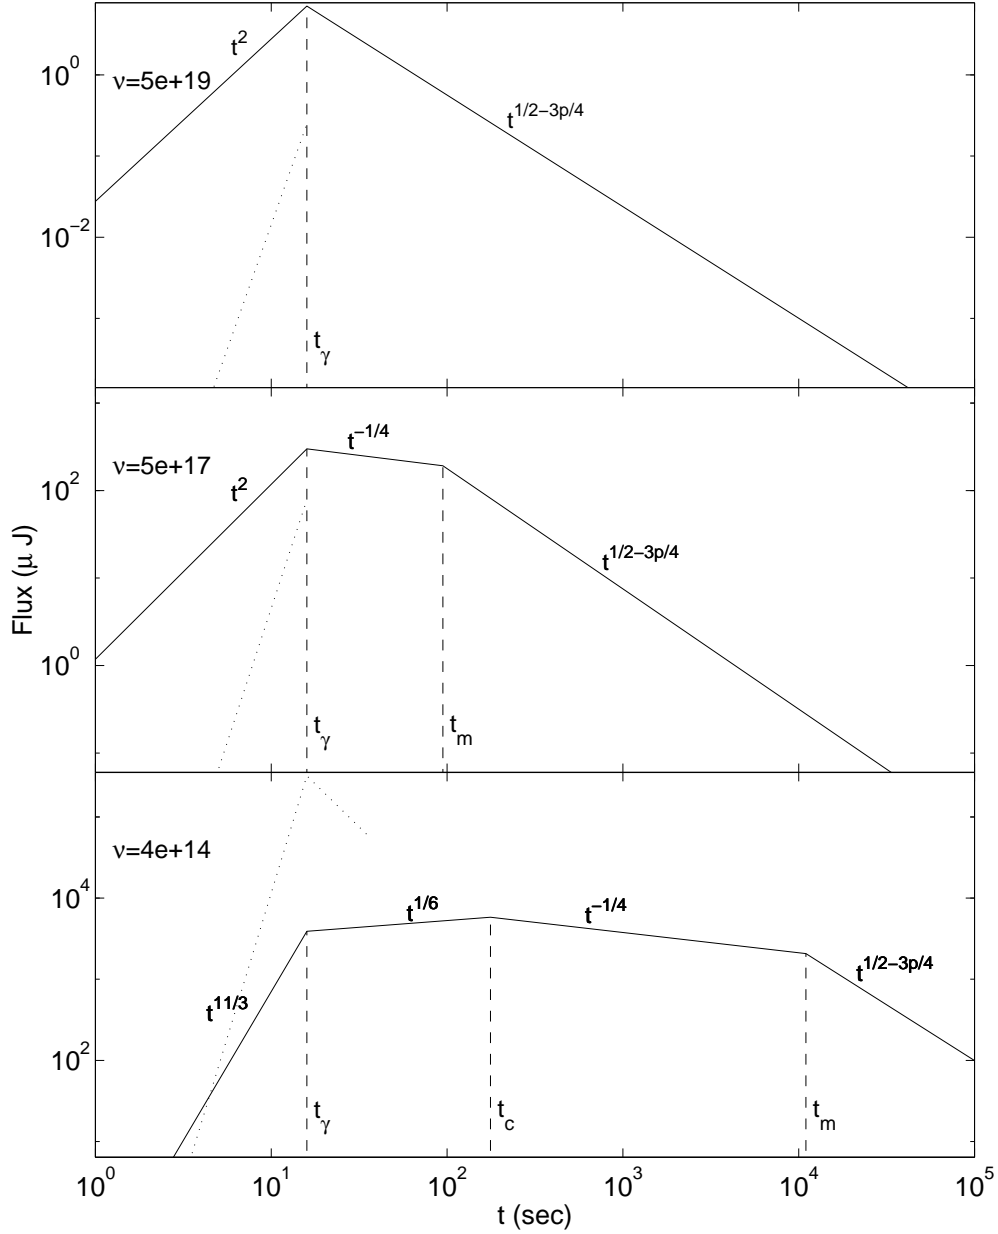 t^2
10^0
ν=5e+19
t^{1/2−3p/4}
10^{−2}
t_γ
t^{−1/4}
ν=5e+17
t^2
10^2
t^{1/2−3p/4}
Flux (μ J)
10^0
t_γ
t_m
ν=4e+14
10^4
t^{1/6}
t^{−1/4}
t^{1/2−3p/4}
t^{11/3}
10^2
t_γ
t_c
t_m
10^0
10^1
10^2
10^3
10^4
10^5
t (sec)